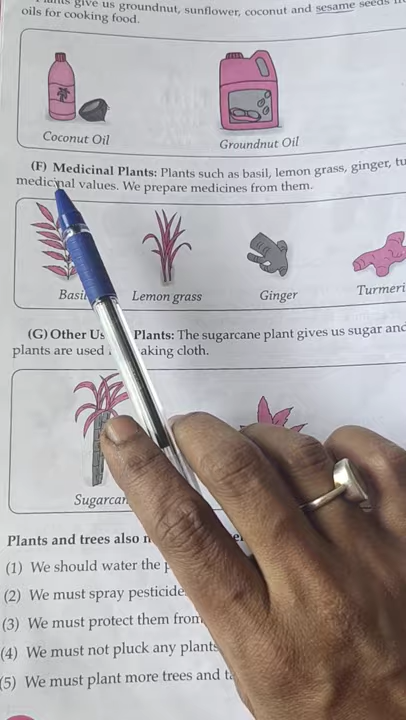 give us groundnut, sunflower, coconut and sesame seeds
oils for cooking food.
Coconut Oil
Groundnut Oil
(F) Medicinal Plants: Plants such as basil, lemon grass, ginger, tu
medicinal values. We prepare medicines from them.
Basil Lemon grass Ginger Turmeri
(G) Other Us Plants: The sugarcane plant gives us sugar and
plants are used aking cloth.
Sugarcan
Plants and trees also n
(1) We should water the p
(2) We must spray pesticide
(3) We must protect them from
(4) We must not pluck any plants
(5) We must plant more trees and ta